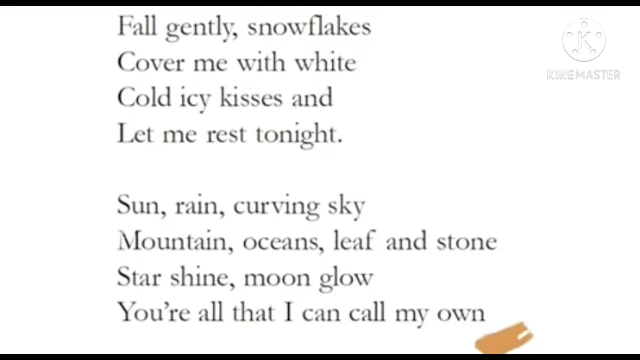 Fall gently, snowflakes
Cover me with white
Cold icy kisses and
Let me rest tonight.
Sun, rain, curving sky
Mountain, oceans, leaf and stone
Star shine, moon glow
You're all that I can call my own
KINEMASTER